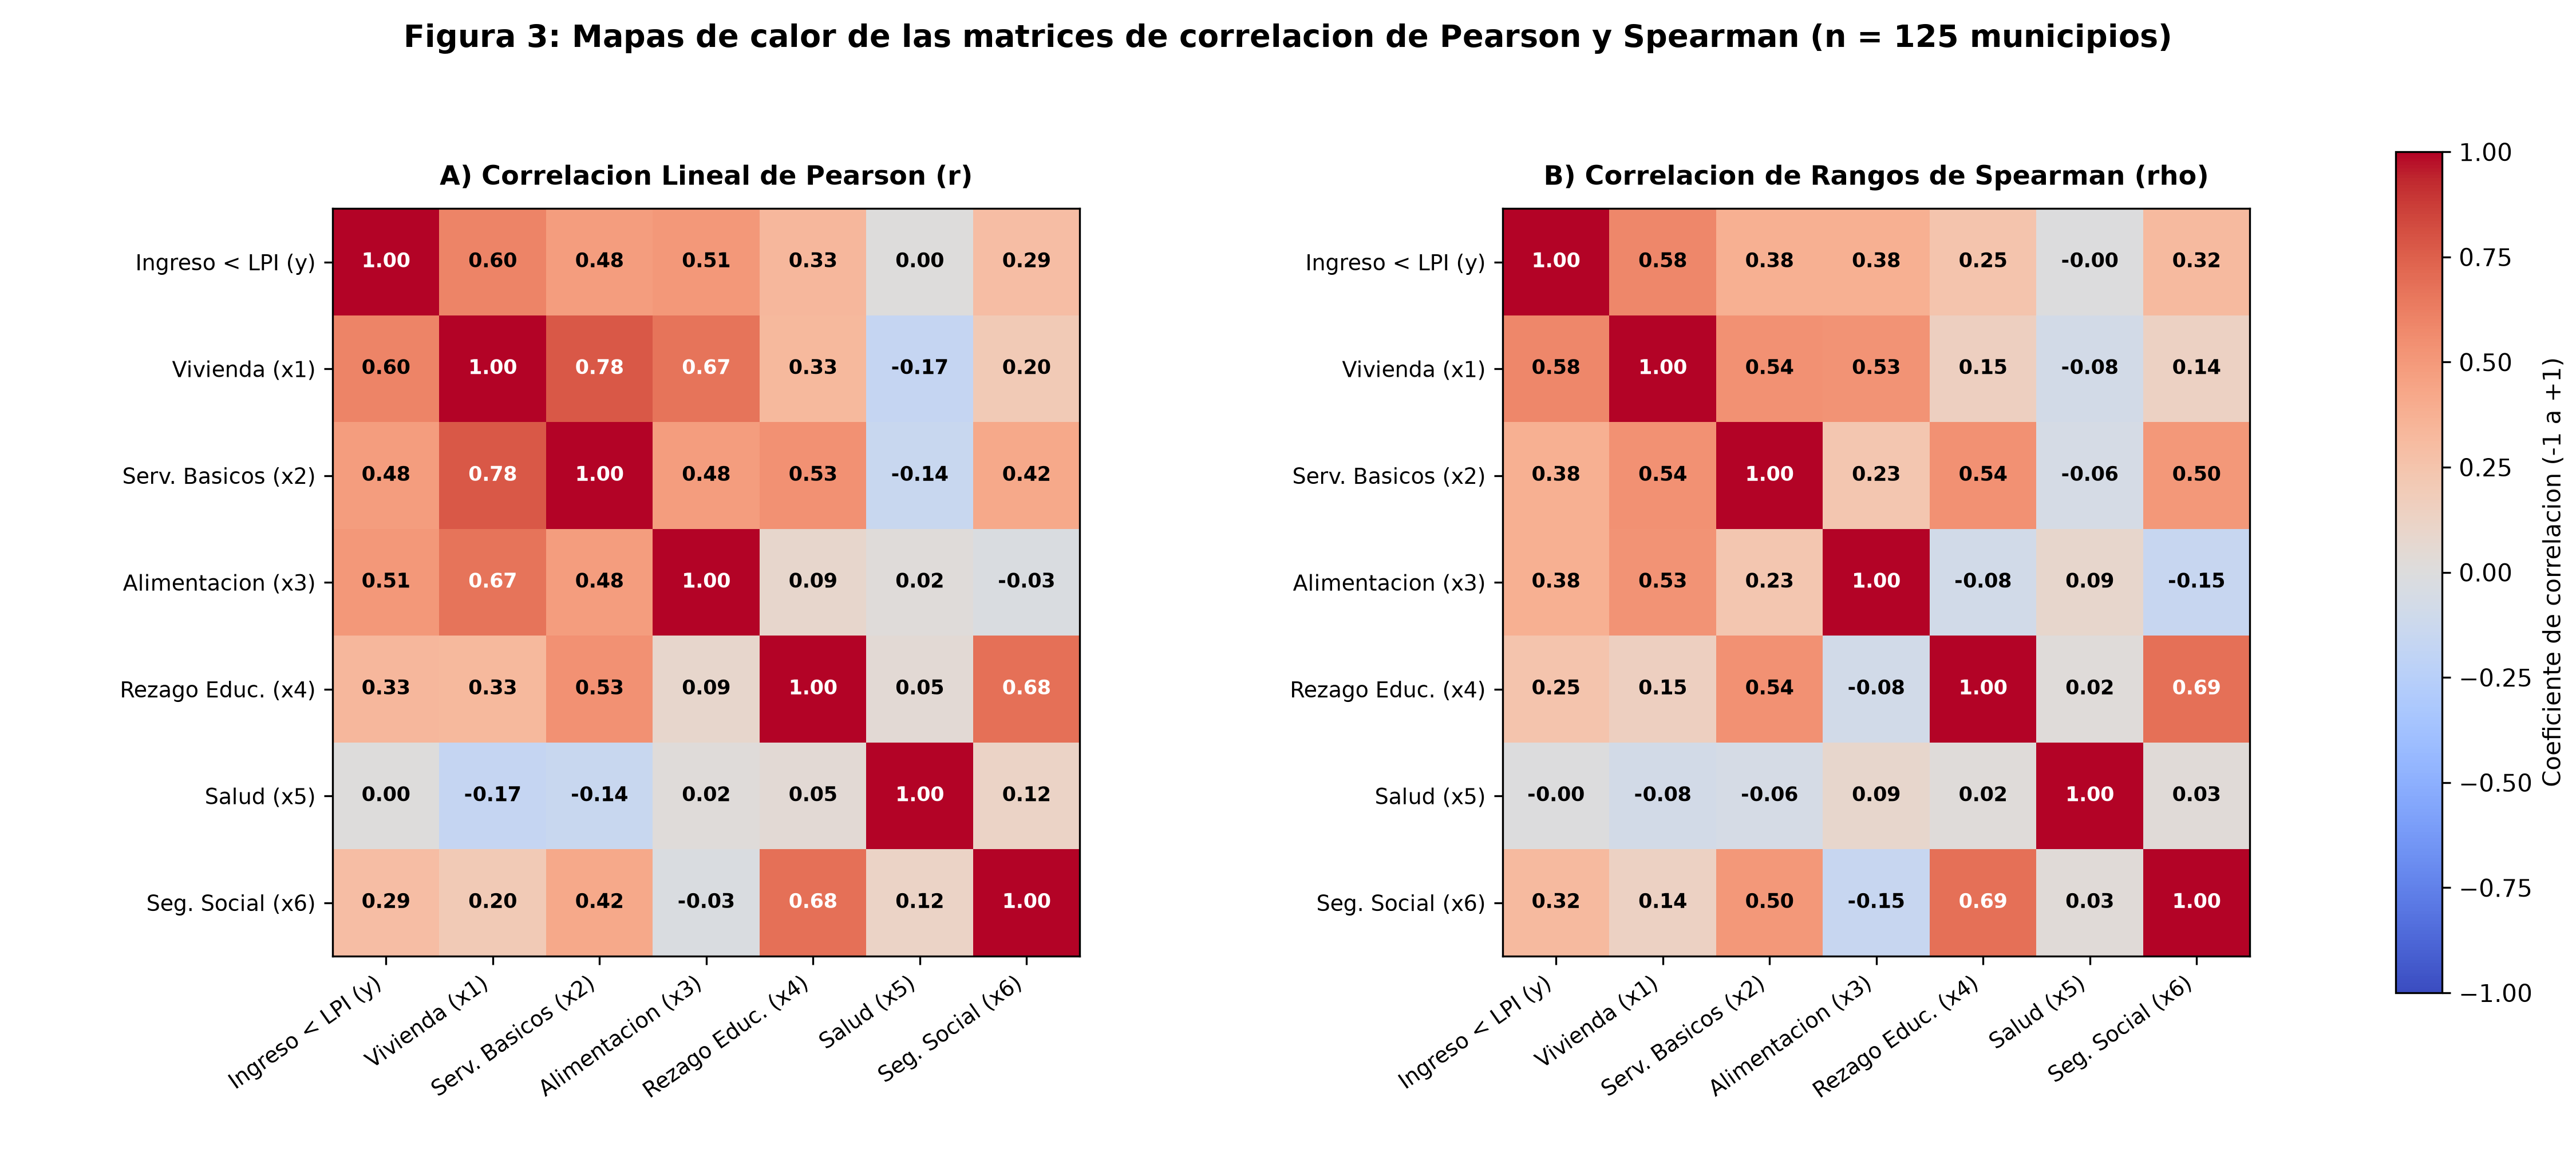 Figura 3: Mapas de calor de las matrices de correlacion de Pearson y Spearman (n = 125 municipios)
A) Correlacion Lineal de Pearson (r)
Ingreso < LPI (y) 1.00 0.60 0.48 0.51 0.33 0.00 0.29
Vivienda (x1) 0.60 1.00 0.78 0.67 0.33 -0.17 0.20
Serv. Basicos (x2) 0.48 0.78 1.00 0.48 0.53 -0.14 0.42
Alimentacion (x3) 0.51 0.67 0.48 1.00 0.09 0.02 -0.03
Rezago Educ. (x4) 0.33 0.33 0.53 0.09 1.00 0.05 0.68
Salud (x5) 0.00 -0.17 -0.14 0.02 0.05 1.00 0.12
Seg. Social (x6) 0.29 0.20 0.42 -0.03 0.68 0.12 1.00
Ingreso < LPI (y)
Vivienda (x1)
Serv. Basicos (x2)
Alimentacion (x3)
Rezago Educ. (x4)
Salud (x5)
Seg. Social (x6)
B) Correlacion de Rangos de Spearman (rho)
Ingreso < LPI (y) 1.00 0.58 0.38 0.38 0.25 -0.00 0.32
Vivienda (x1) 0.58 1.00 0.54 0.53 0.15 -0.08 0.14
Serv. Basicos (x2) 0.38 0.54 1.00 0.23 0.54 -0.06 0.50
Alimentacion (x3) 0.38 0.53 0.23 1.00 -0.08 0.09 -0.15
Rezago Educ. (x4) 0.25 0.15 0.54 -0.08 1.00 0.02 0.69
Salud (x5) -0.00 -0.08 -0.06 0.09 0.02 1.00 0.03
Seg. Social (x6) 0.32 0.14 0.50 -0.15 0.69 0.03 1.00
Ingreso < LPI (y)
Vivienda (x1)
Serv. Basicos (x2)
Alimentacion (x3)
Rezago Educ. (x4)
Salud (x5)
Seg. Social (x6)
1.00
0.75
0.50
0.25
0.00
−0.25
−0.50
−0.75
−1.00
Coeficiente de correlacion (-1 a +1)